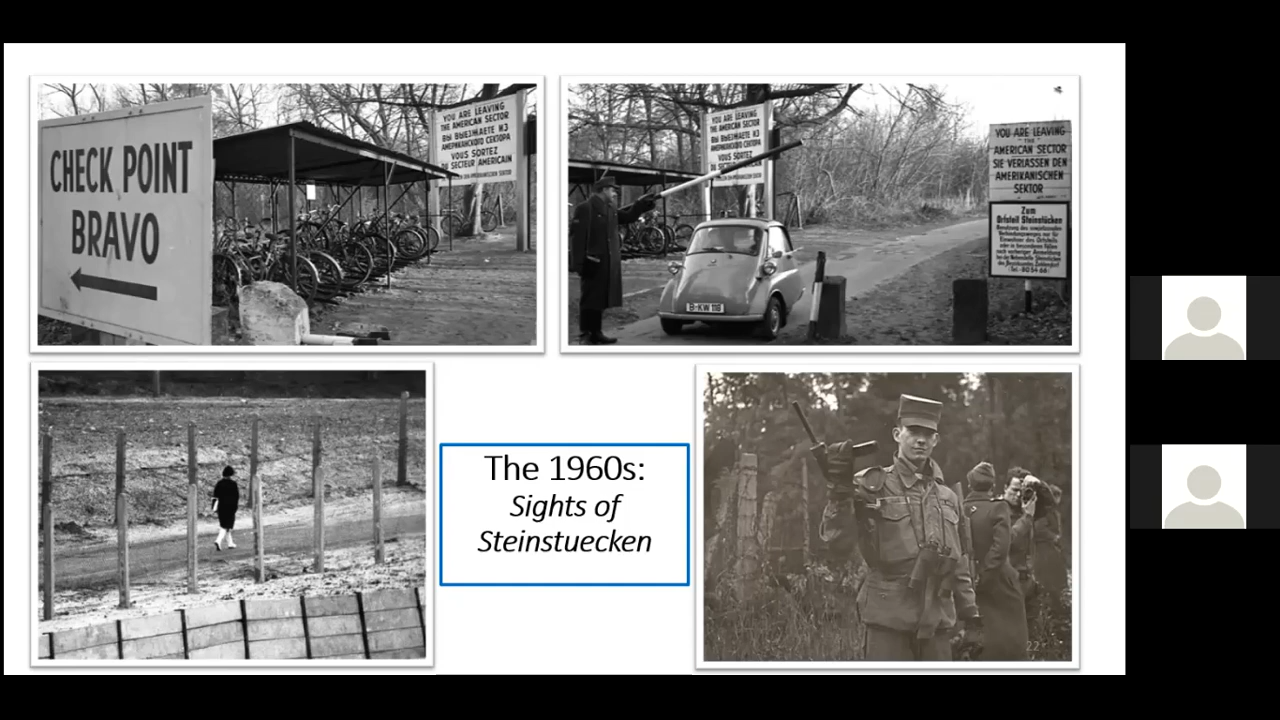 CHECK POINT
BRAVO
YOU ARE LEAVING
THE AMERICAN SECTOR
ВЫ ВЫЕЗЖАЕТЕ ИЗ
АМЕРИКАНСКОГО СЕКТОРА
VOUS SORTEZ
DU SECTEUR AMERICAIN
YOU ARE LEAVING
THE AMERICAN SECTOR
ВЫ ВЫЕЗЖАЕТЕ ИЗ
АМЕРИКАНСКОГО СЕКТОРА
VOUS SORTEZ
YOU ARE LEAVING
THE
AMERICAN SECTOR
SIE VERLASSEN DEN
AMERIKANISCHEN
SEKTOR
Zum
Ortsteil Steinstücken
B-KW 118
The 1960s:
Sights of
Steinstuecken
22